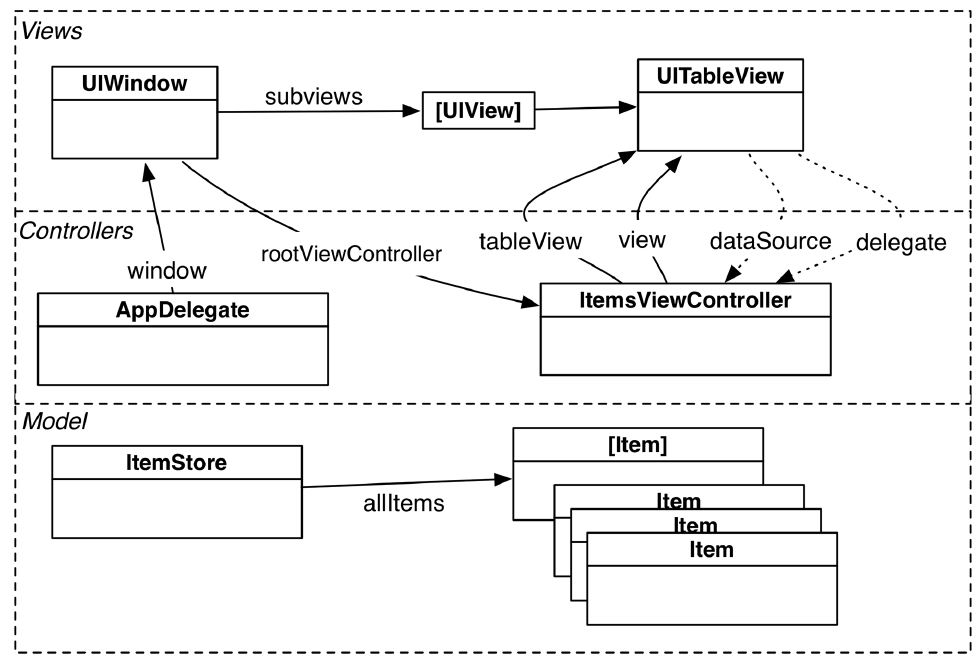 Views
UIWindow
subviews
[UIView]
UITableView
Controllers
window
rootViewController
tableView
view
dataSource
delegate
AppDelegate
ItemsViewController
Model
ItemStore
allItems
[Item]
Item
Item
Item